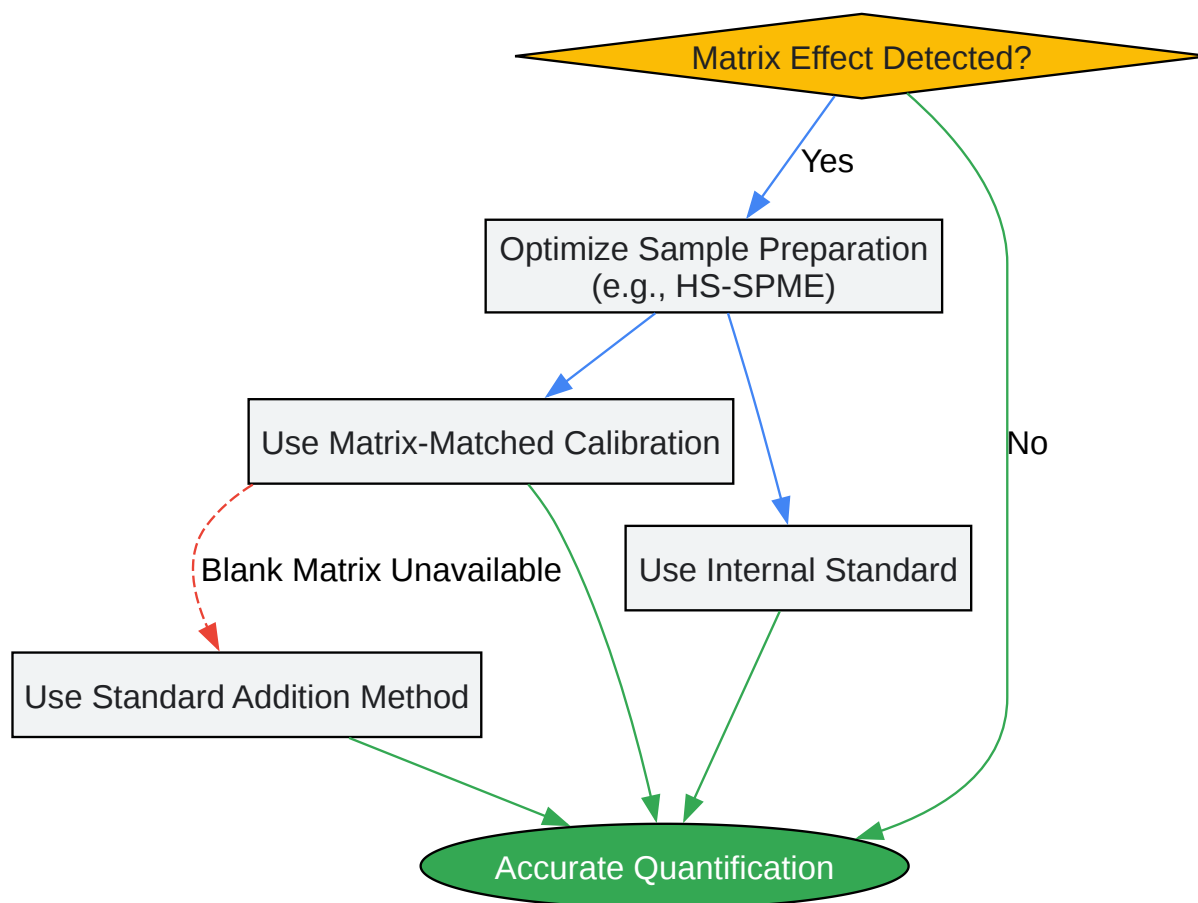 Matrix Effect Detected?
Yes
Optimize Sample Preparation
(e.g., HS-SPME)
Use Matrix-Matched Calibration
No
Blank Matrix Unavailable
Use Internal Standard
Use Standard Addition Method
Accurate Quantification